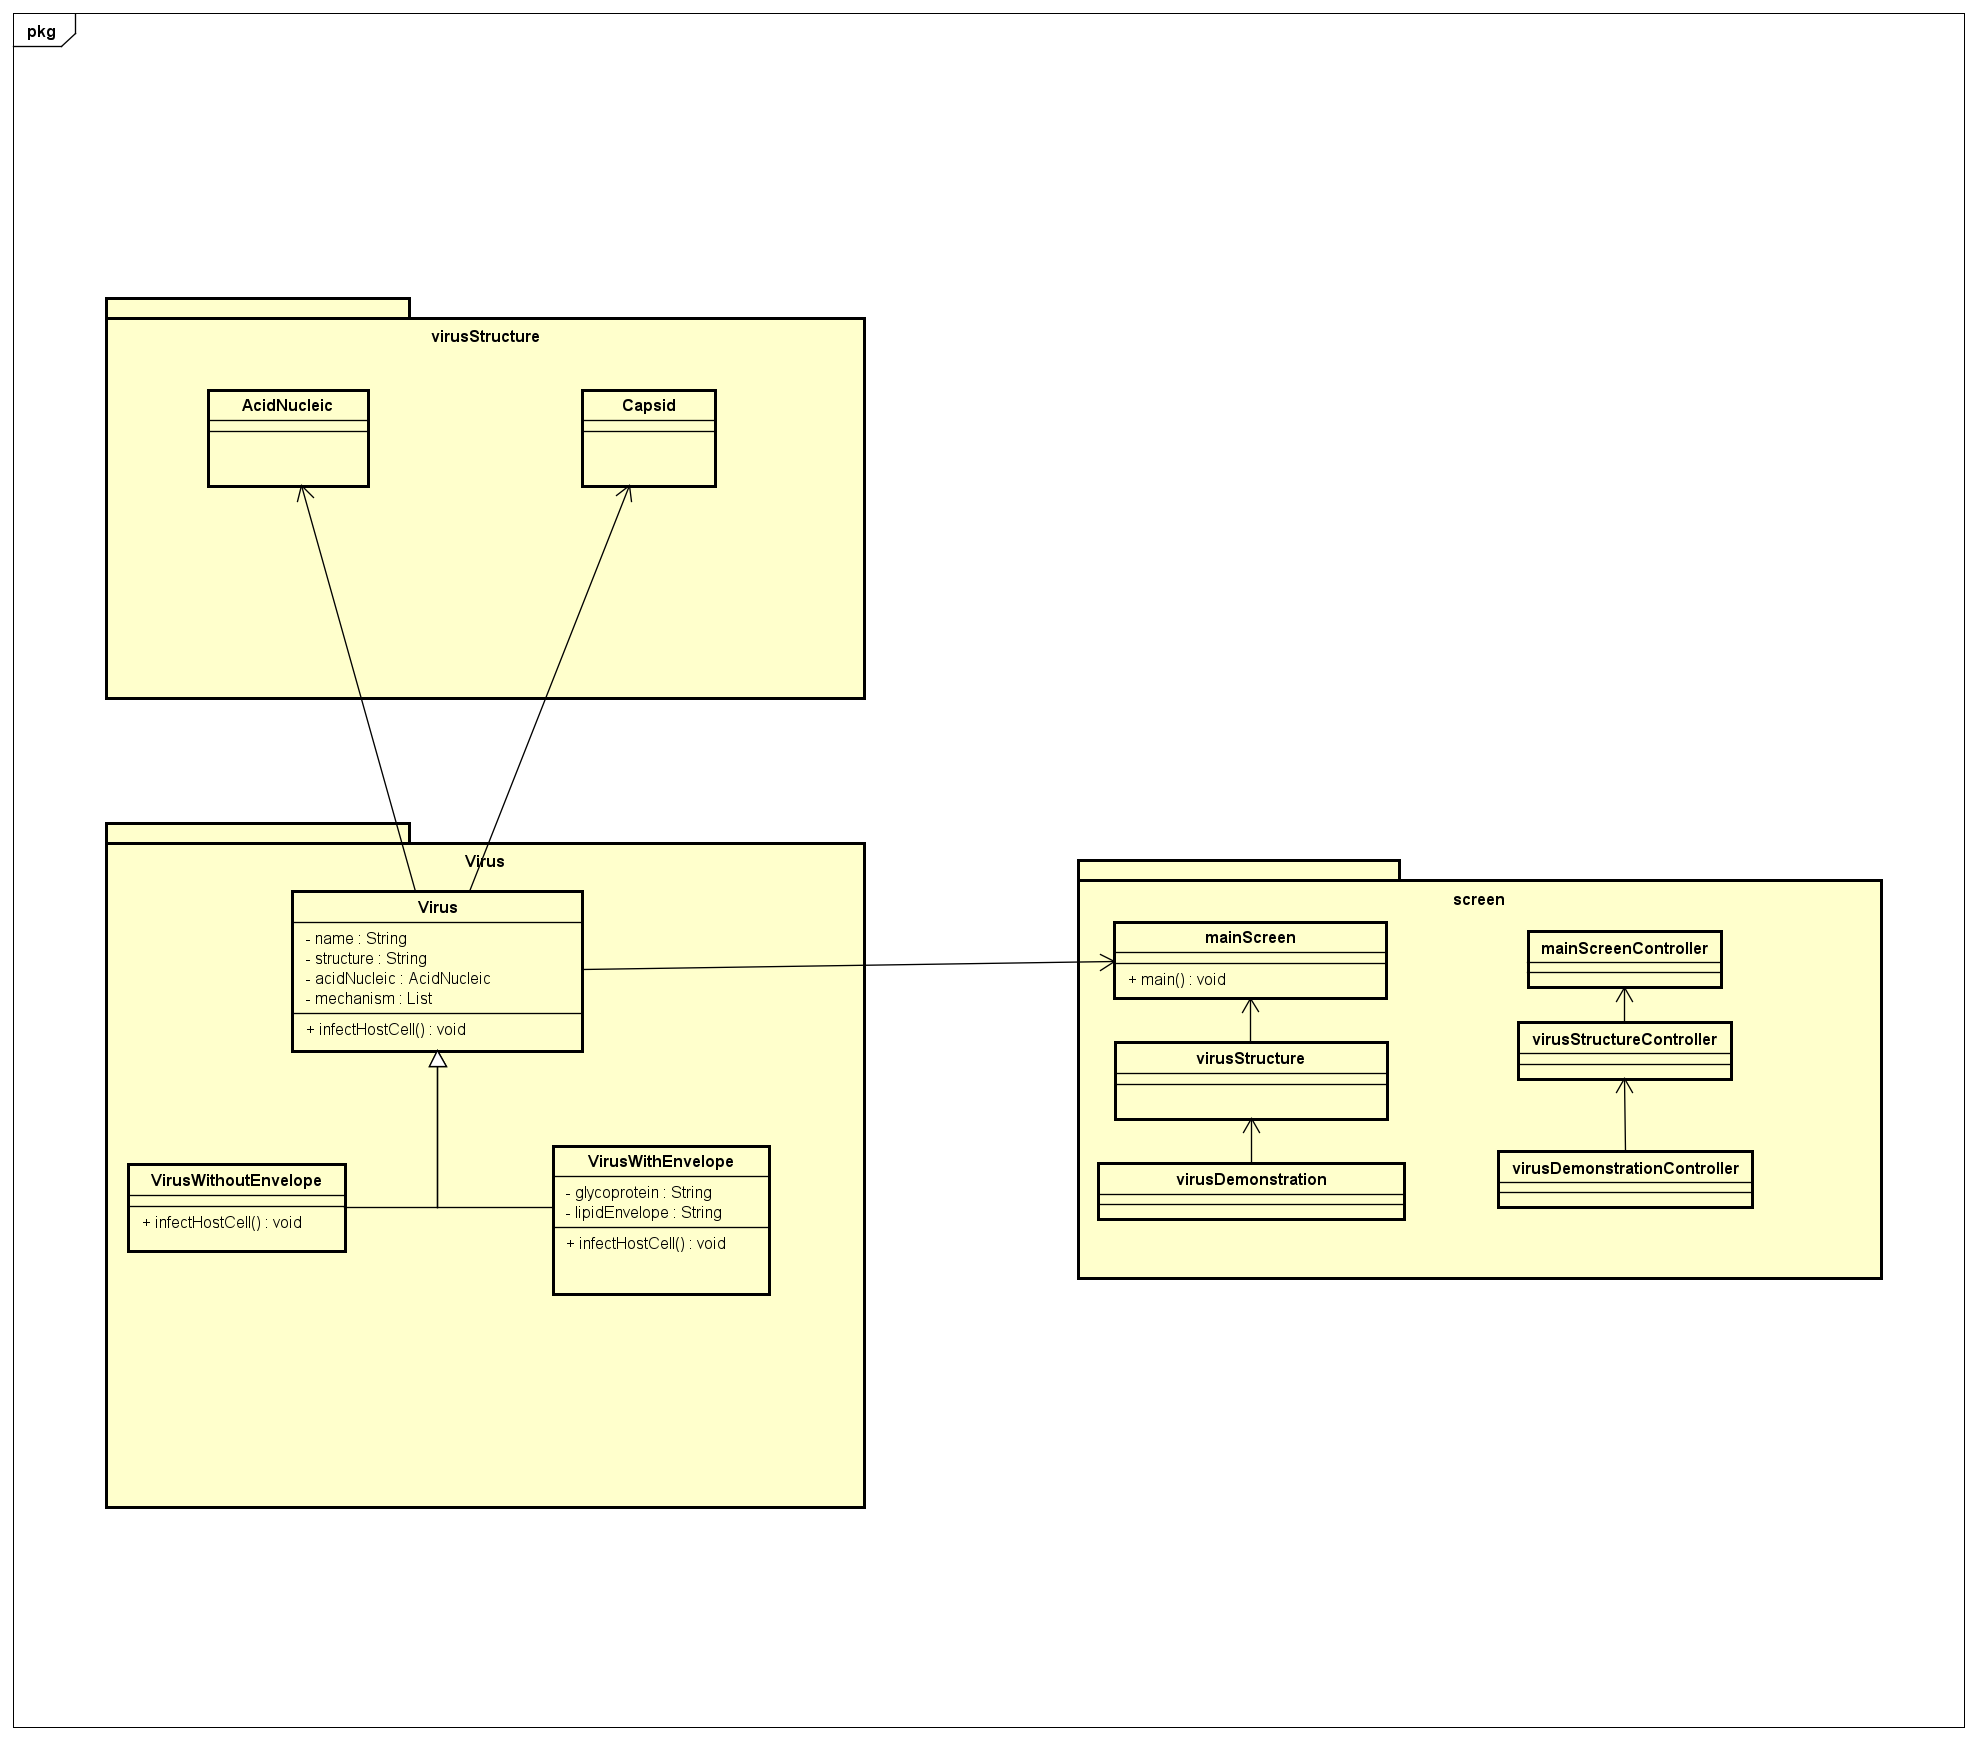 pkg
virusStructure
AcidNucleic
Capsid
Virus
Virus
- name : String
- structure : String
- acidNucleic : AcidNucleic
- mechanism : List
+ infectHostCell() : void
VirusWithoutEnvelope
+ infectHostCell() : void
VirusWithEnvelope
- glycoprotein : String
- lipidEnvelope : String
+ infectHostCell() : void
screen
mainScreen
+ main() : void
virusStructure
virusDemonstration
mainScreenController
virusStructureController
virusDemonstrationController